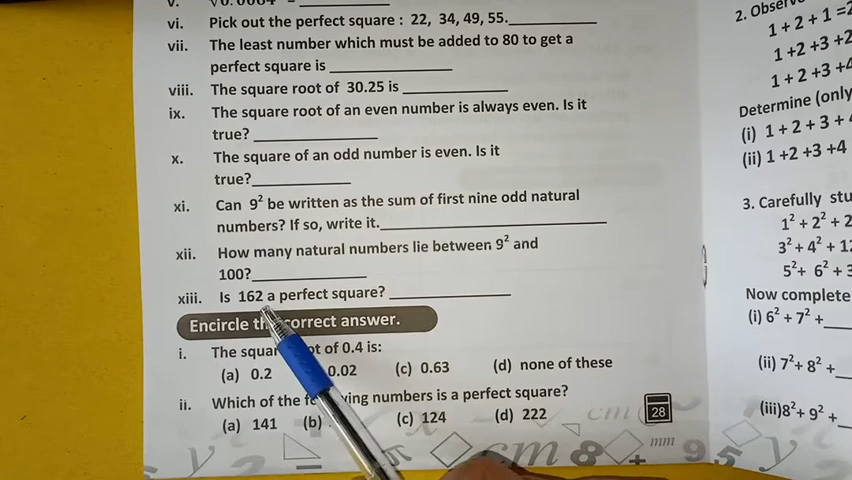 vi. Pick out the perfect square : 22, 34, 49, 55.
vii. The least number which must be added to 80 to get a
perfect square is
viii. The square root of 30.25 is
ix. The square root of an even number is always even. Is it
true?
x. The square of an odd number is even. Is it
true?
xi. Can 9² be written as the sum of first nine odd natural
numbers? If so, write it.
xii. How many natural numbers lie between 9² and
100?
xiii. Is 162 a perfect square?
Encircle correct answer.
i. The of 0.4 is:
(a) 0.2 0.02 (c) 0.63 (d) none of these
ii. Which of the numbers is a perfect square?
(a) 141 (b) (c) 124 (d) 222
28
cm
cm 8 + mm 9 5 y
2.
1 + 2 + 1 =
1 +2 +3 +2
1 + 2 +3 +4
Determine (only
(i) 1 + 2 + 3 +
(ii) 1 +2 +3 +4
3. Carefully
1² + 2² + 2
3² + 4² + 1
5² + 6² +
Now complete
(i) 6² + 7² +
(ii) 7² + 8² +
(iii) 8² + 9² +